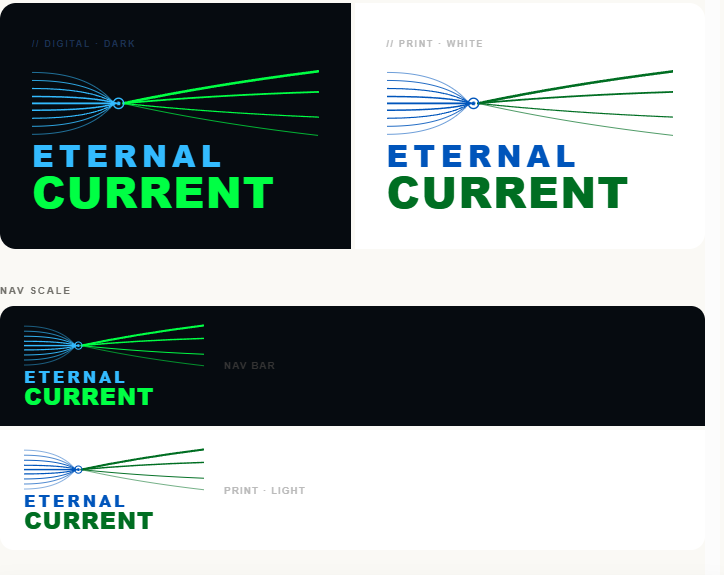 // DIGITAL · DARK
ETERNAL
CURRENT
// PRINT · WHITE
ETERNAL
CURRENT
NAV SCALE
ETERNAL
CURRENT
NAV BAR
ETERNAL
CURRENT
PRINT · LIGHT